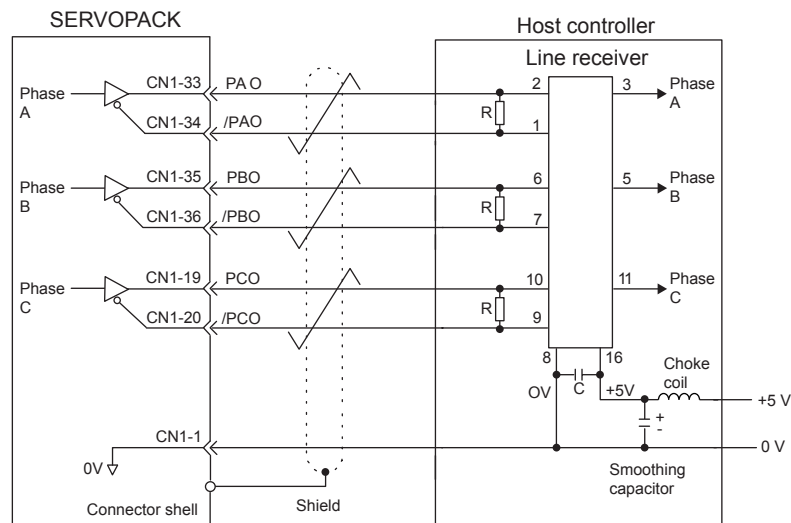 SERVOPACK
Host controller
Line receiver
Phase
A
CN1-33
PAO
CN1-34
/PAO
R
2
1
3
Phase
A
Phase
B
CN1-35
PBO
CN1-36
/PBO
R
6
7
5
Phase
B
Phase
C
CN1-19
PCO
CN1-20
/PCO
R
10
9
11
Phase
C
8
16
OV
C
+5V
Choke
coil
+5 V
CN1-1
0V
+
-
0 V
Connector shell
Shield
Smoothing
capacitor